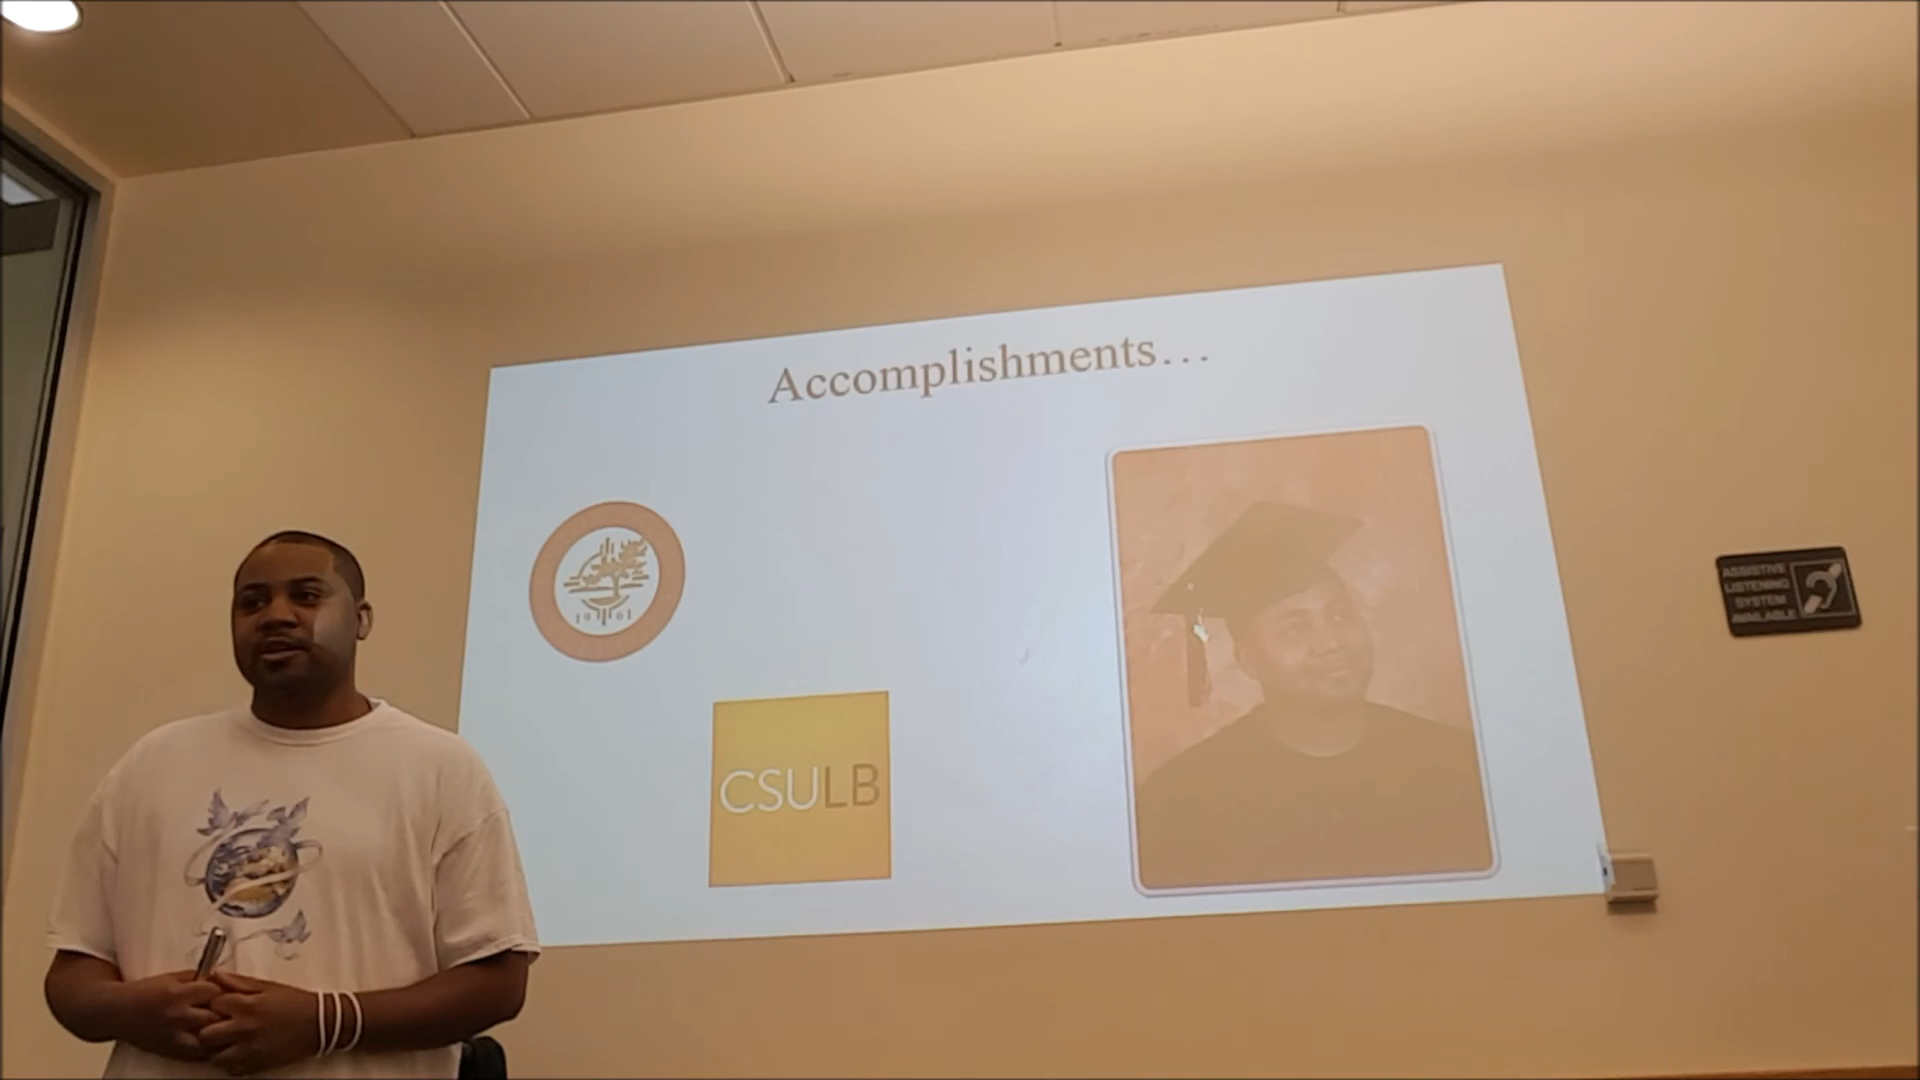 Accomplishments...
1961
CSULB
ASSISTIVE
LISTENING
SYSTEM
AVAILABLE